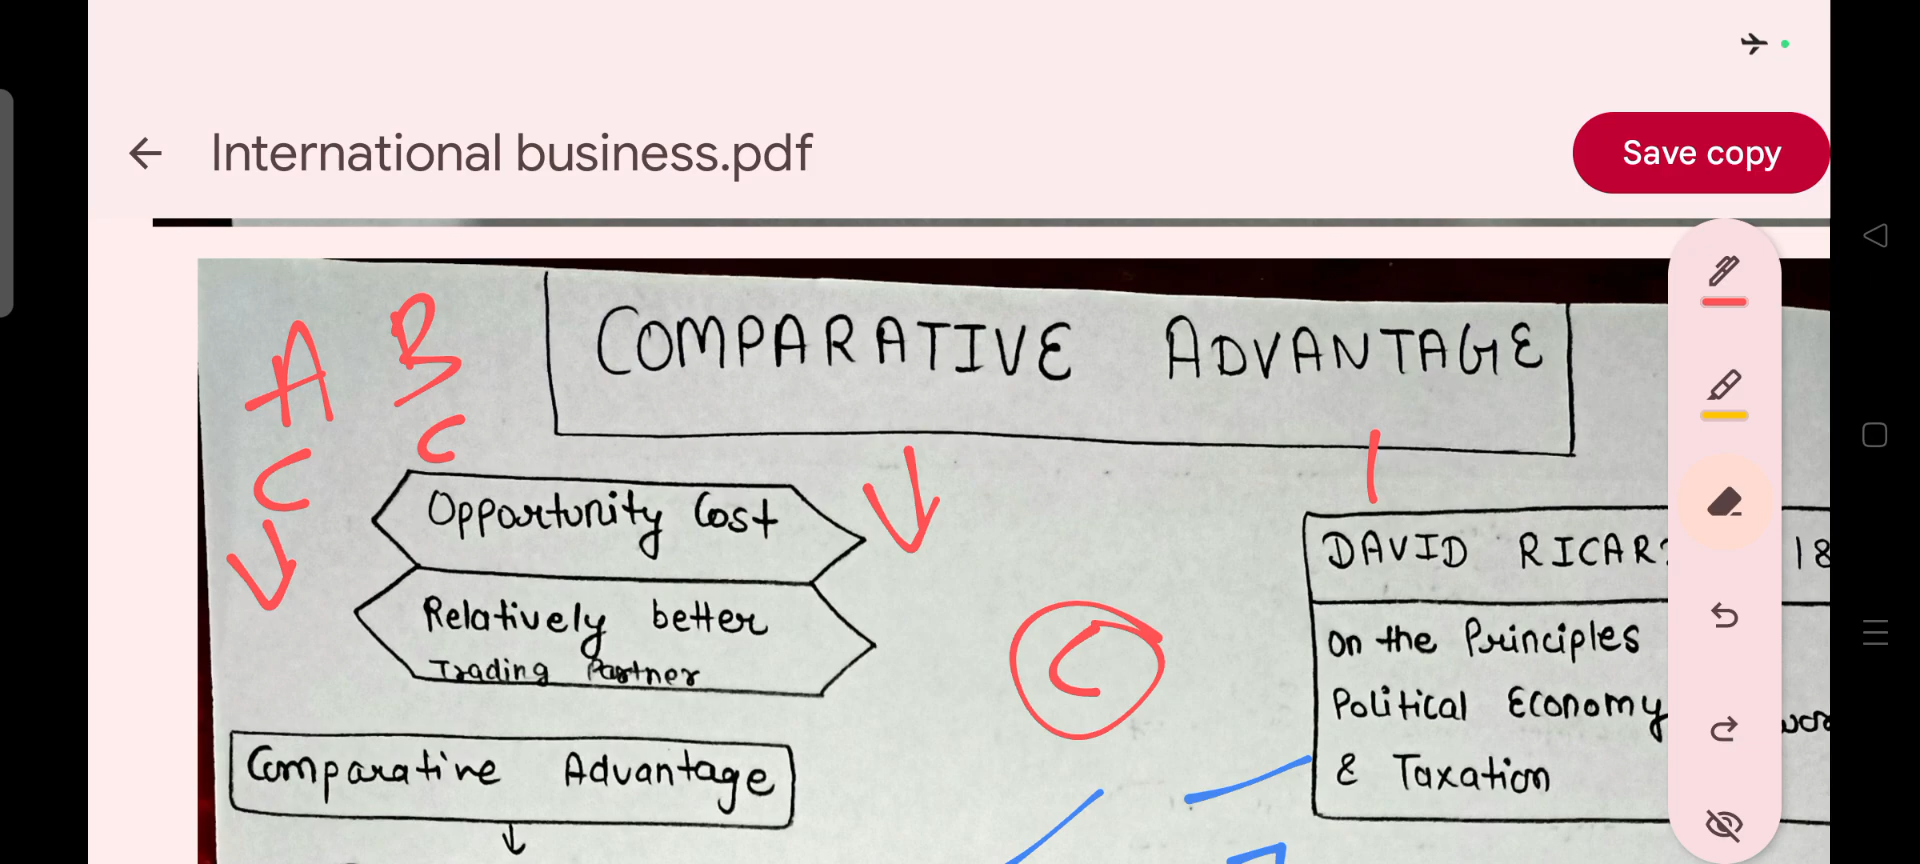 International business.pdf
Save copy
A B
C C
COMPARATIVE ADVANTAGE
Opportunity Cost
Relatively better
Trading Partner
C
DAVID RICAR 18
on the Principles
Political Economy
& Taxation
Comparative Advantage